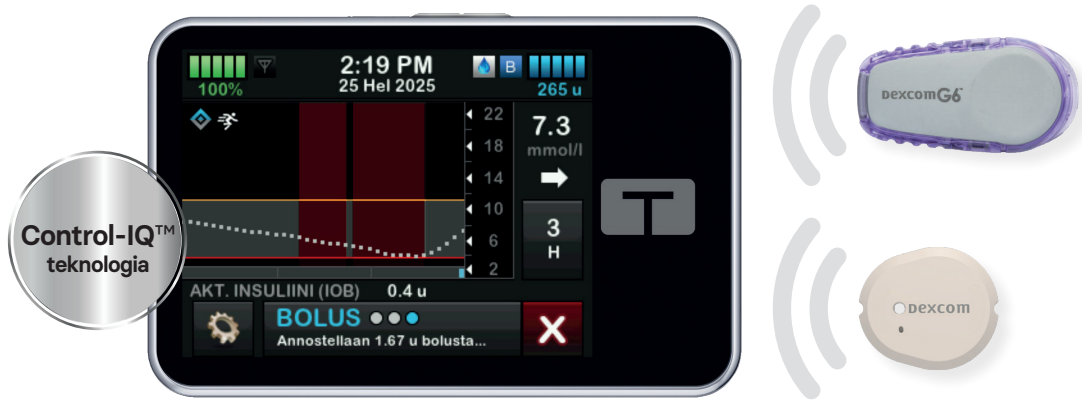 Control-IQ™
teknologia
100%
2:19 PM
25 Hel 2025
B
265 u
22
18
14
10
6
2
7.3
mmol/l
3
H
AKT. INSULIINI (IOB) 0.4 u
BOLUS
Annostellaan 1.67 u bolusta...
X
T
Dexcom G6™
Dexcom